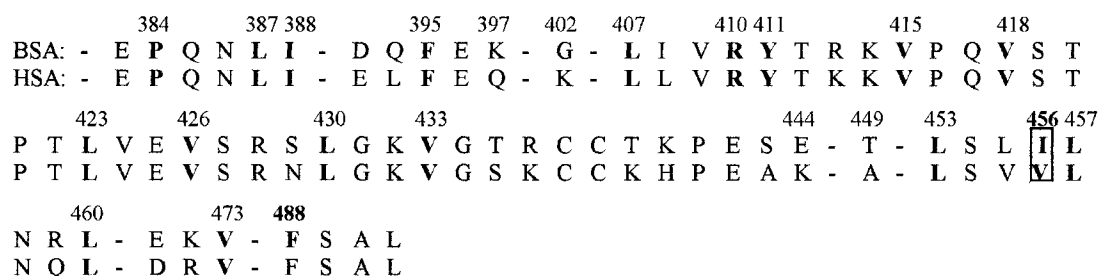 384 387 388 395 397 402 407 410 411 415 418
BSA: - E P Q N L I - D Q F E K - G - L I V R Y T R K V P Q V S T
HSA: - E P Q N L I - E L F E Q - K - L L V R Y T K K V P Q V S T
423 426 430 433 444 449 453 456 457
P T L V E V S R S L G K V G T R C C T K P E S E - T - L S L I L
P T L V E V S R N L G K V G S K C C K H P E A K - A - L S V V L
460 473 488
N R L - E K V - F S A L
N Q L - D R V - F S A L